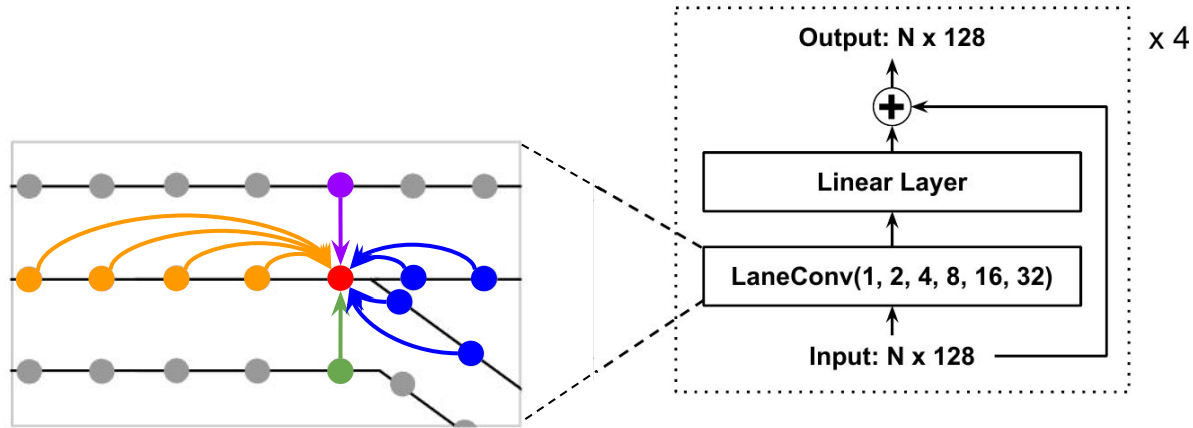 Output: N x 128
x 4
Linear Layer
LaneConv(1, 2, 4, 8, 16, 32)
Input: N x 128